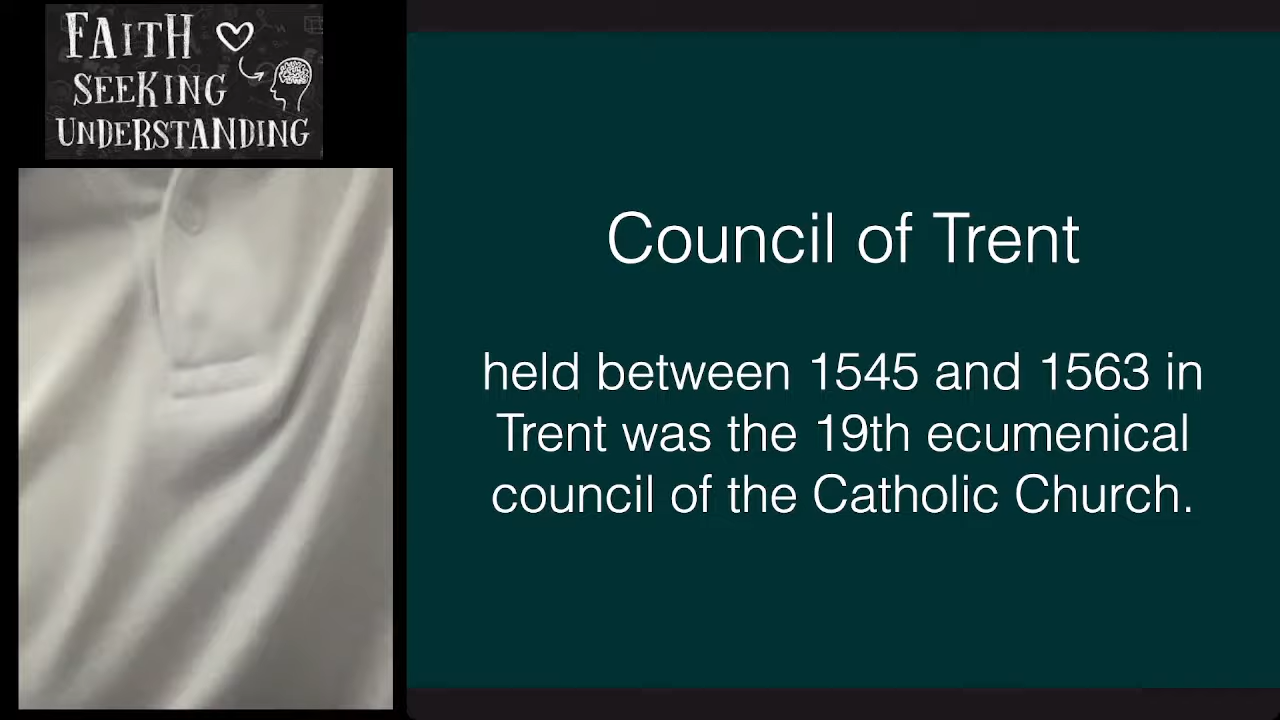 FAITH
SEEKING
UNDERSTANDING
Council of Trent
held between 1545 and 1563 in
Trent was the 19th ecumenical
council of the Catholic Church.